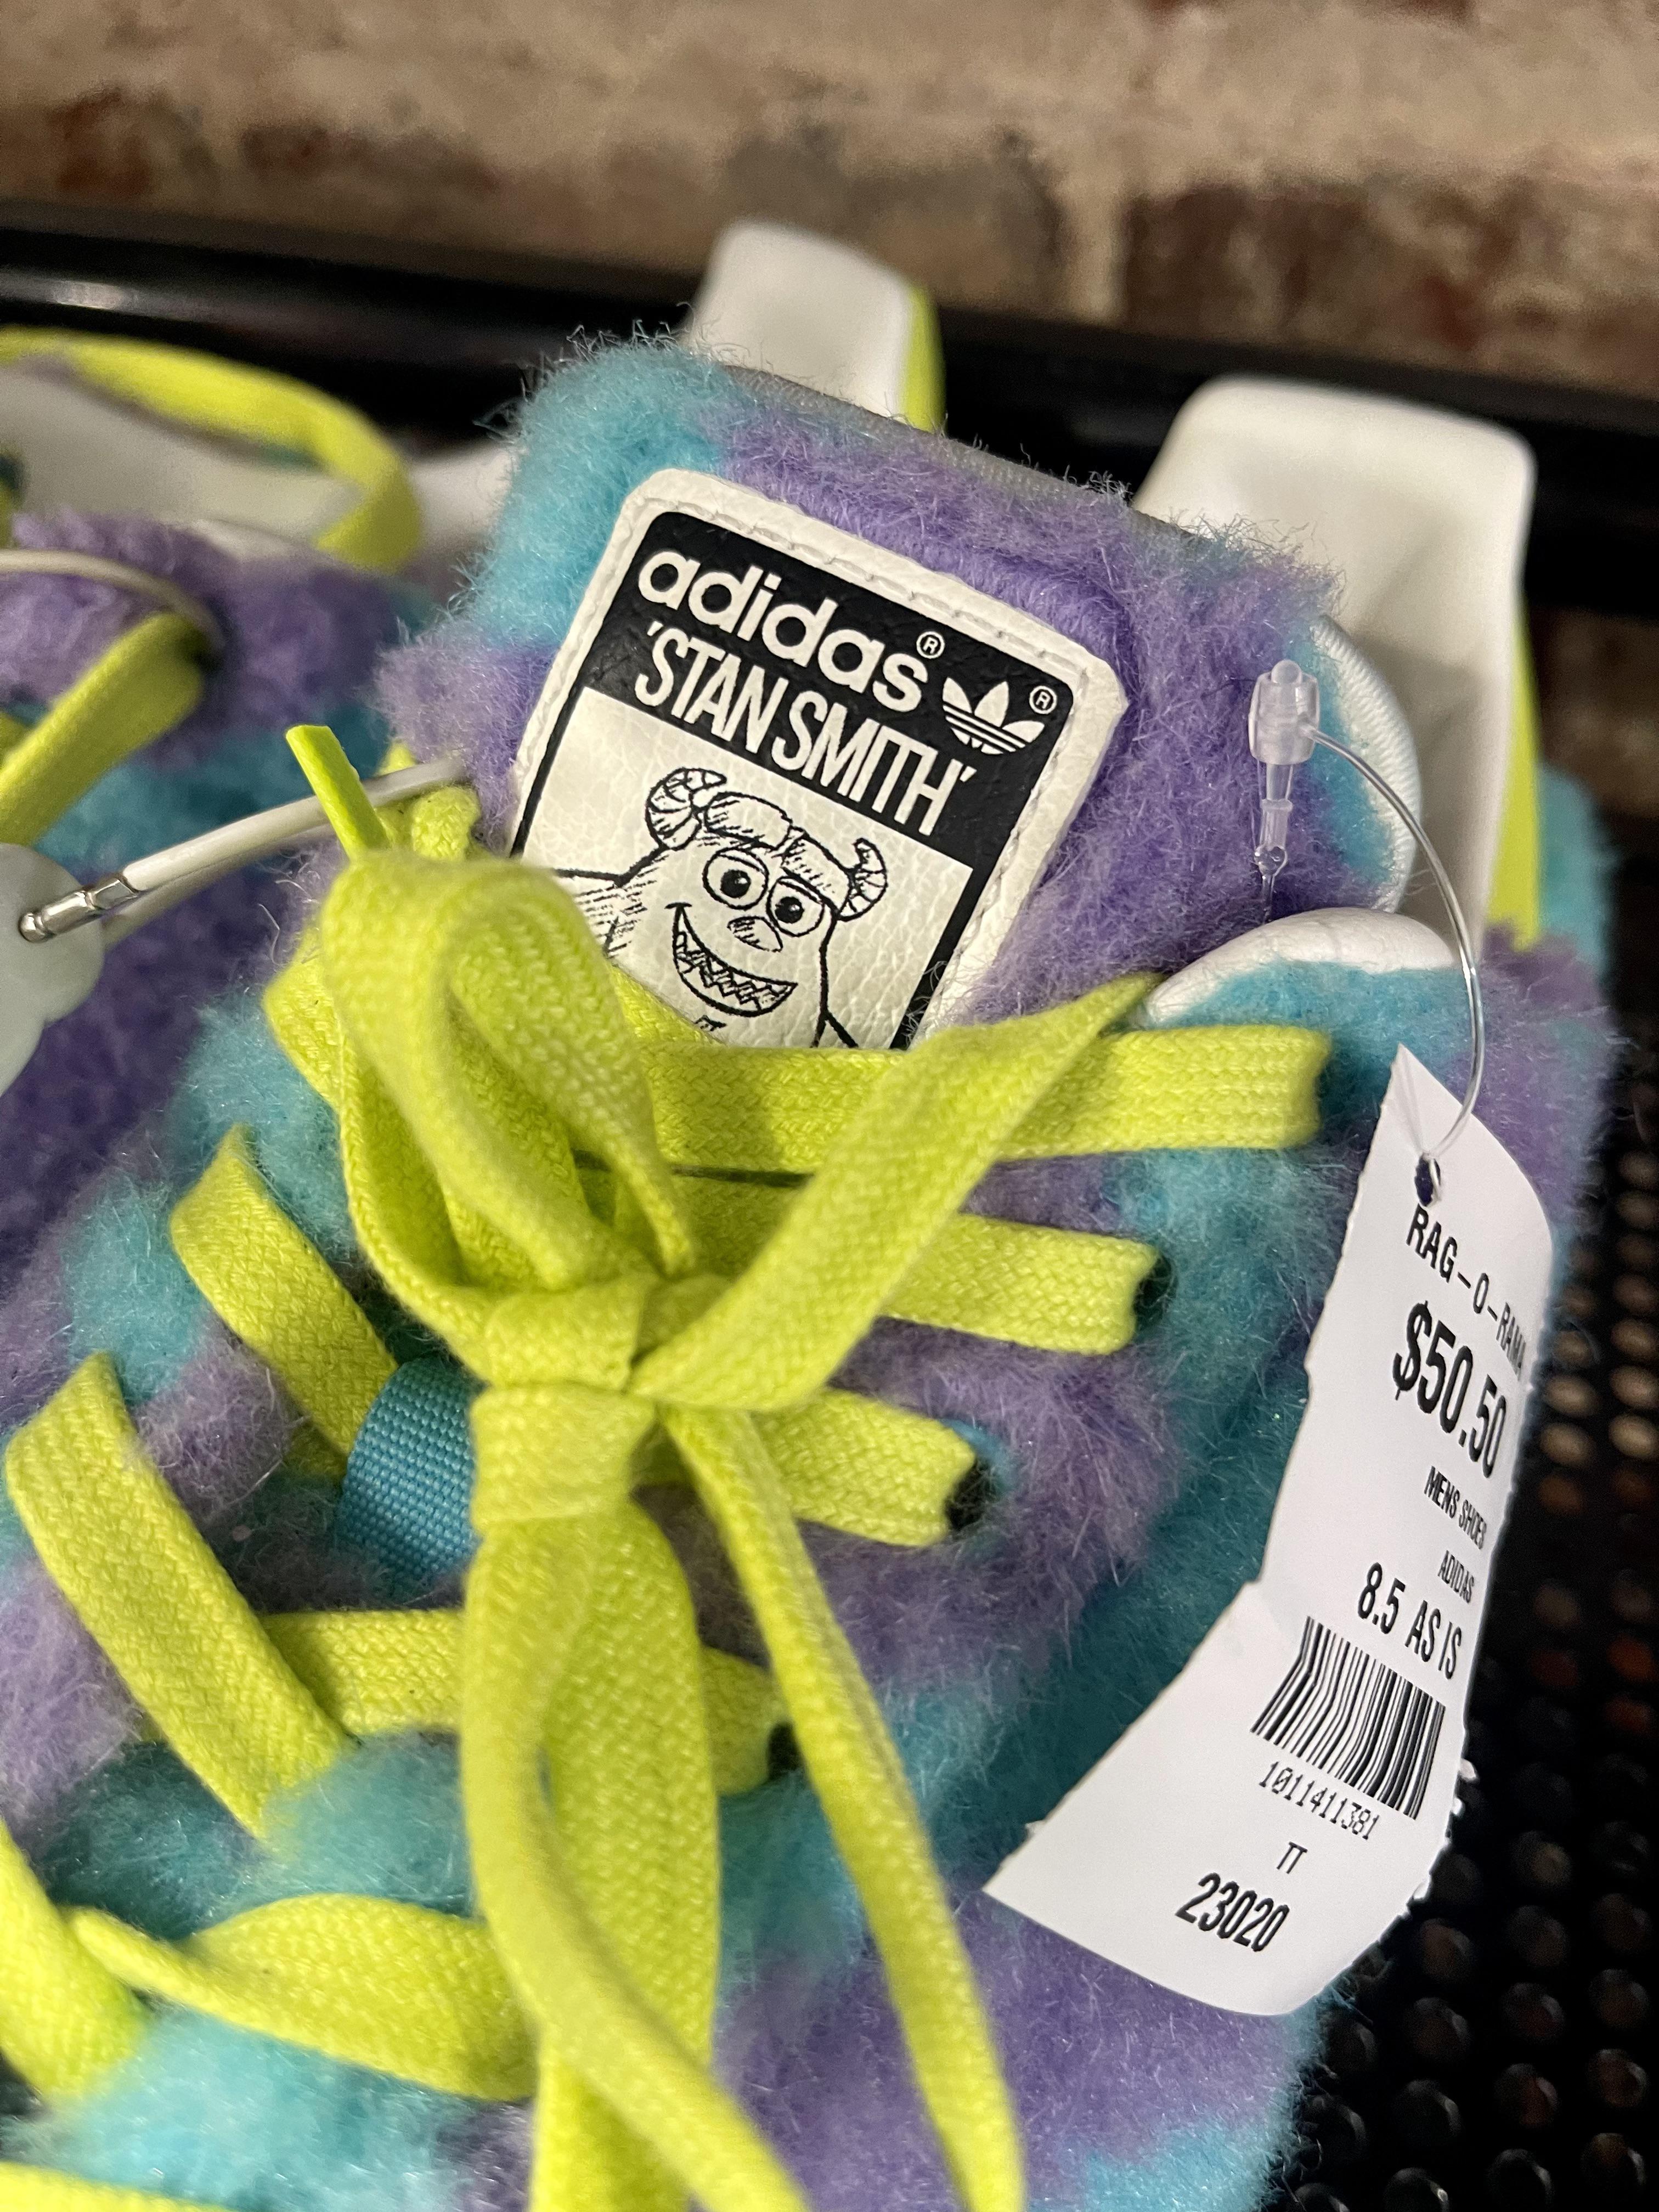 adidas®
'STAN SMITH' ®
RAG-O-RAMA
$50.50
MENS SHOES
ADIDAS
8.5 AS IS
1011411381
TT
23020